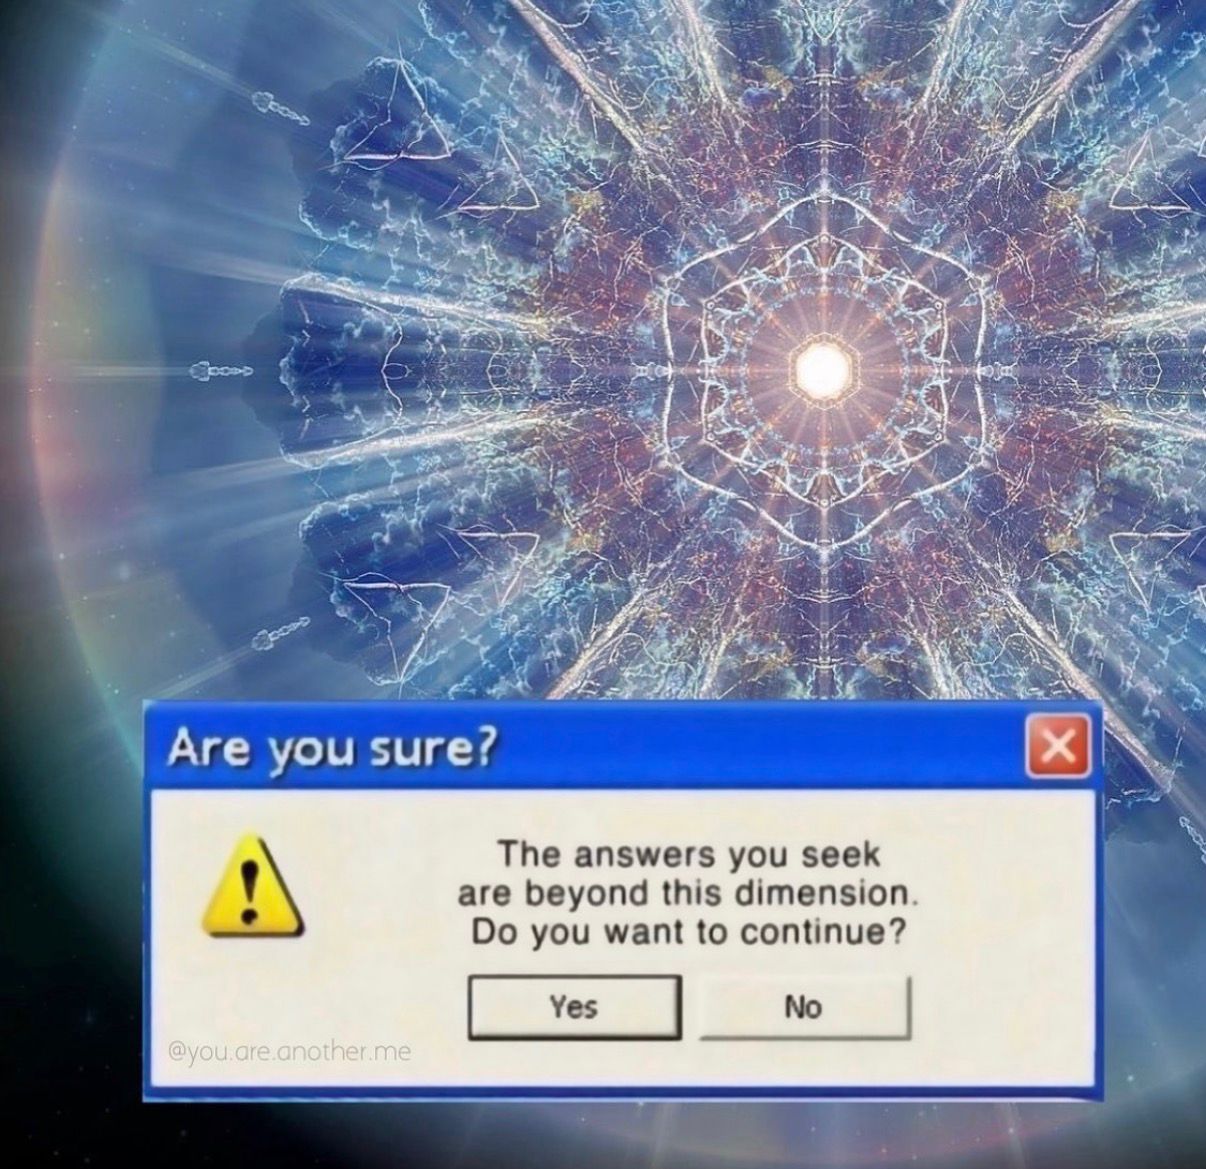 Are you sure?
The answers you seek
are beyond this dimension.
Do you want to continue?
Yes
No
@you.are.another.me